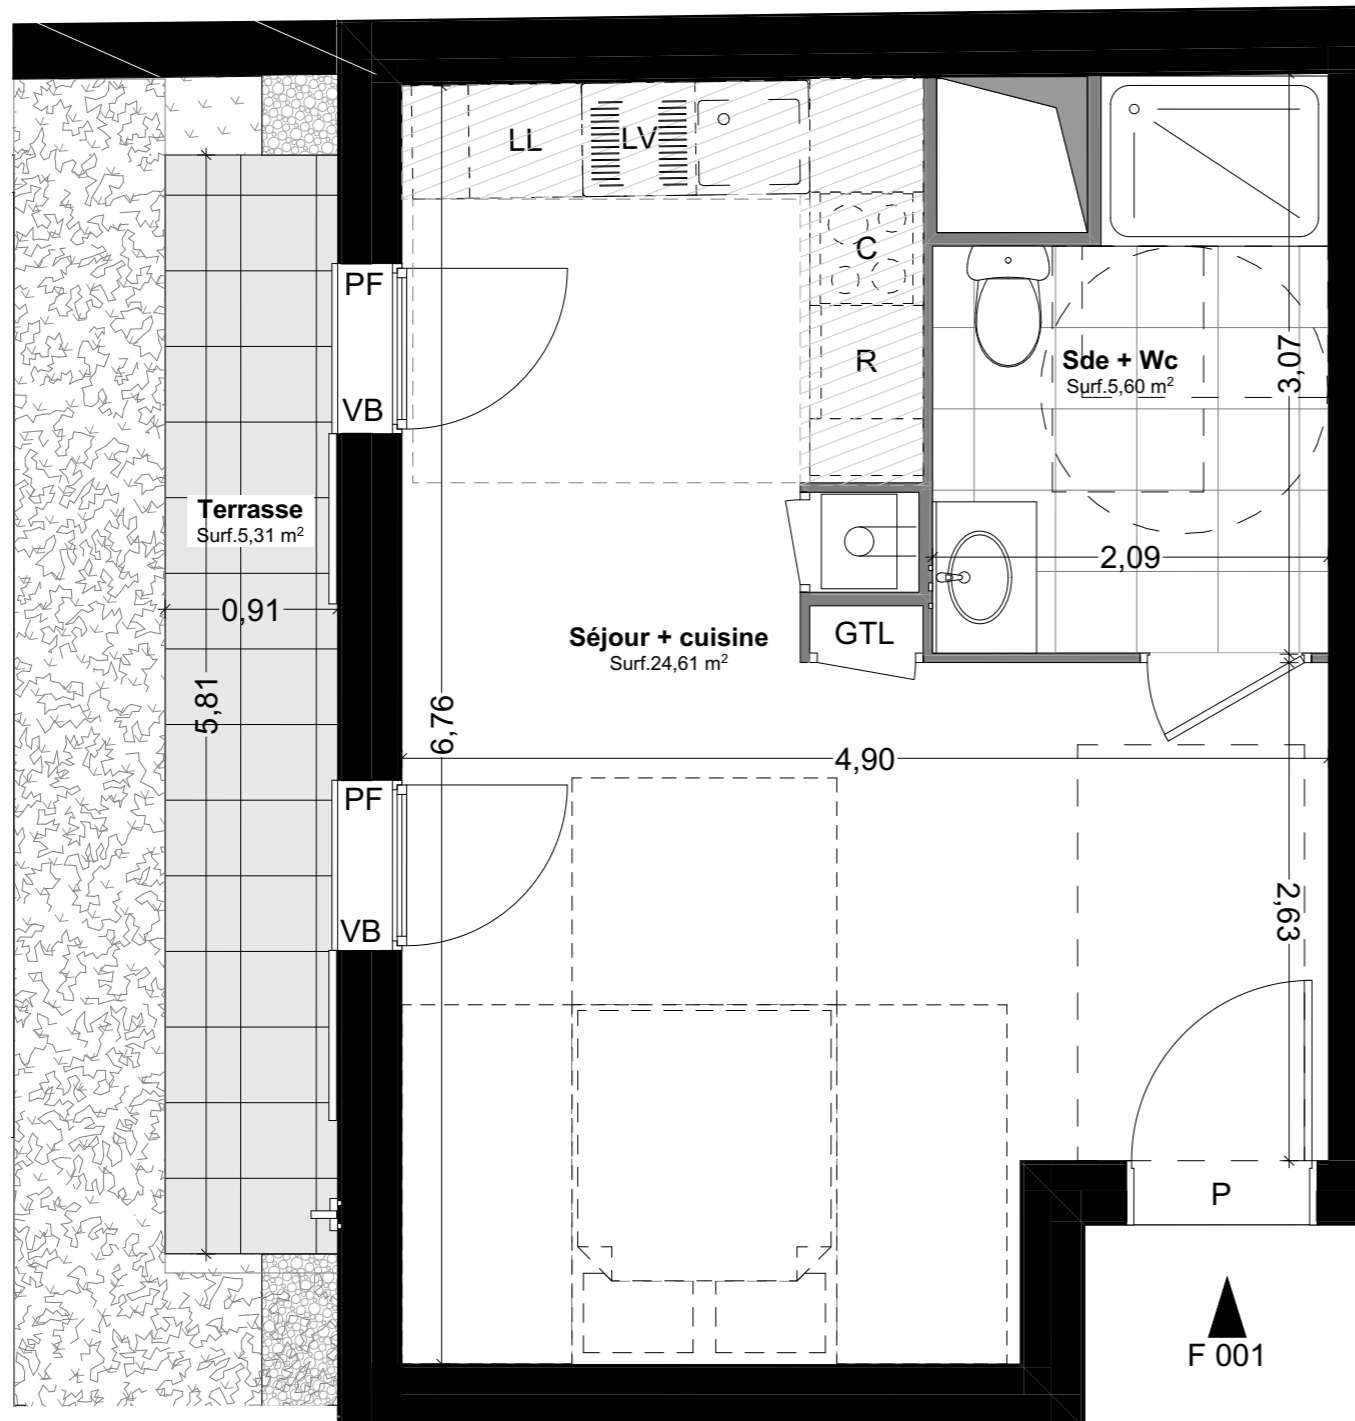 LL
LV
C
R
PF
VB
Sde + Wc
Surf.5,60 m²
3,07
Terrasse
Surf.5,31 m²
2,09
0,91
Séjour + cuisine
Surf.24,61 m²
GTL
5,81
6,76
4,90
PF
VB
2,63
P
F 001